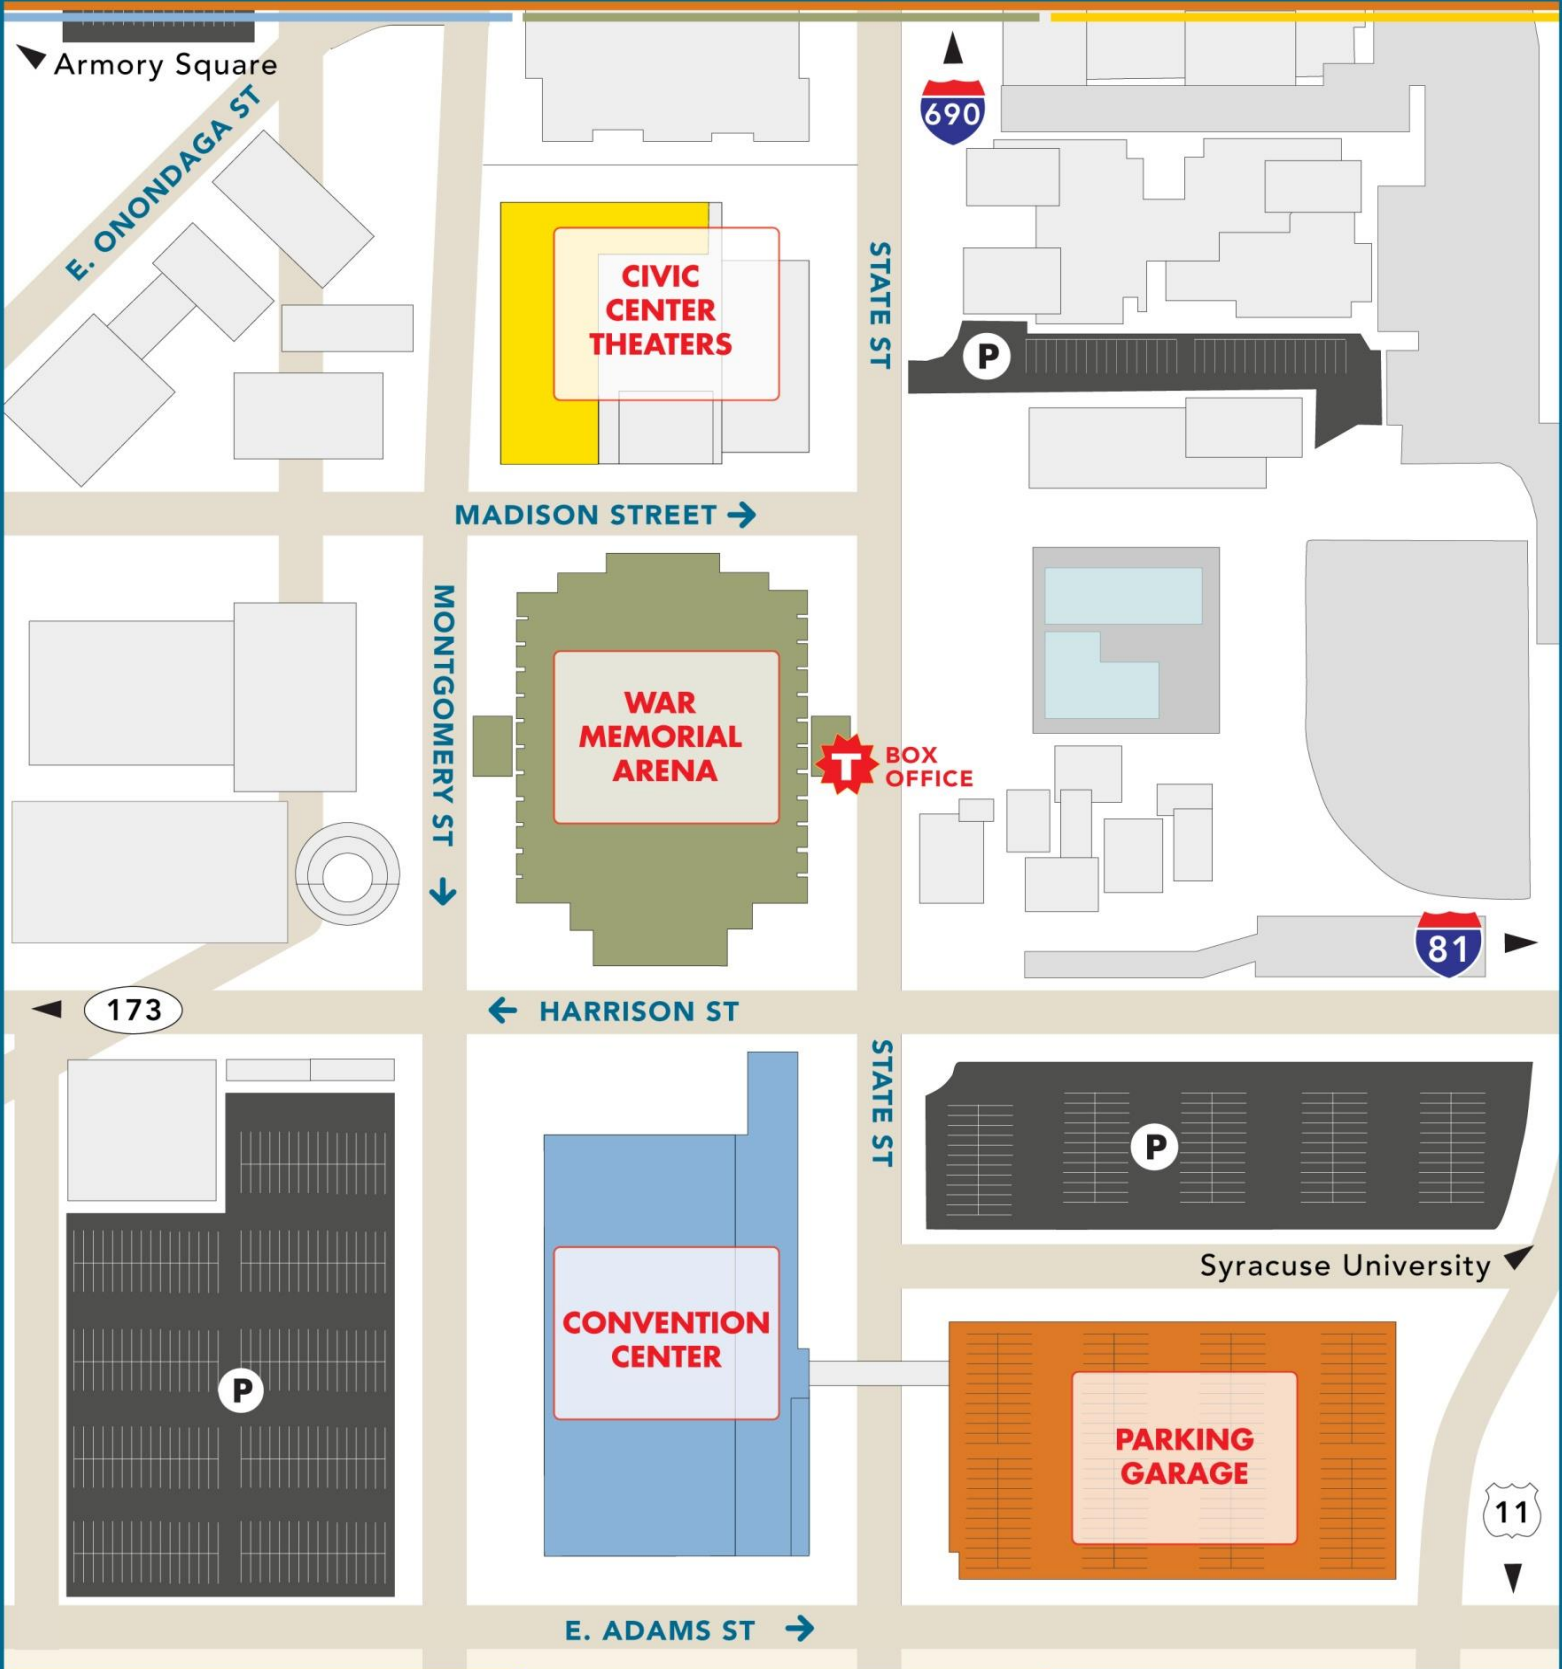 Armory Square
E. ONONDAGA ST
690
CIVIC
CENTER
THEATERS
STATE ST
P
MADISON STREET
MONTGOMERY ST
WAR
MEMORIAL
ARENA
T
BOX
OFFICE
81
173
HARRISON ST
STATE ST
P
Syracuse University
CONVENTION
CENTER
P
PARKING
GARAGE
11
E. ADAMS ST